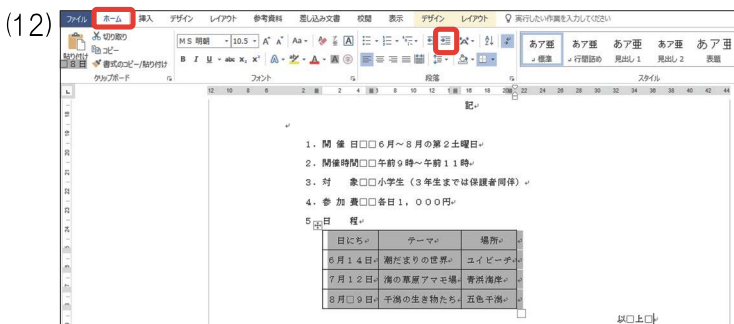 (12)
ファイル ホーム 挿入 デザイン レイアウト 参考資料 差し込み文書 校閲 表示 デザイン レイアウト 実行したい作業を入力してください
切り取り
コピー
書式のコピー/貼り付け
貼り付け
8 日
MS 明朝 10.5
あア亜 あア亜 あア亜 あア亜 あア亜
標準 行間詰め 見出し 1 見出し 2 表題
クリップボード フォント 段落 スタイル
記
1.開 催 日□□6月～8月の第2土曜日
2.開催時間□□午前9時～午前11時
3.対 象□□小学生(3年生までは保護者同伴)
4.参 加 費□□各日1,000円
5 日 程
日にち テーマ 場所
6月14日 潮だまりの世界 ユイビーチ
7月12日 海の草原アマモ場 青浜海岸
8月□9日 干潟の生き物たち 五色干潟
以□上□